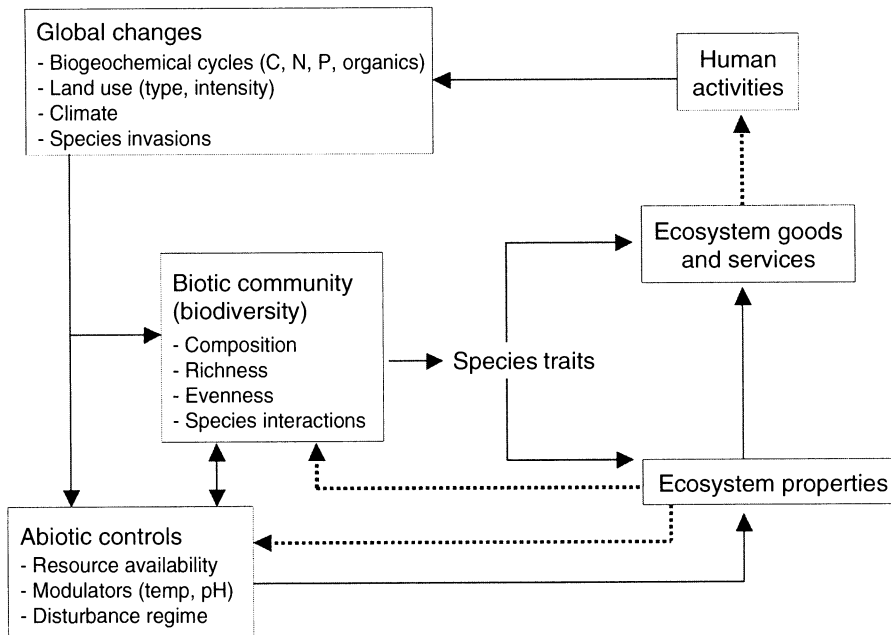 Global changes
- Biogeochemical cycles (C, N, P, organics)
- Land use (type, intensity)
- Climate
- Species invasions
Human
activities
Ecosystem goods
and services
Biotic community
(biodiversity)
- Composition
- Richness
- Evenness
- Species interactions
Species traits
Ecosystem properties
Abiotic controls
- Resource availability
- Modulators (temp, pH)
- Disturbance regime